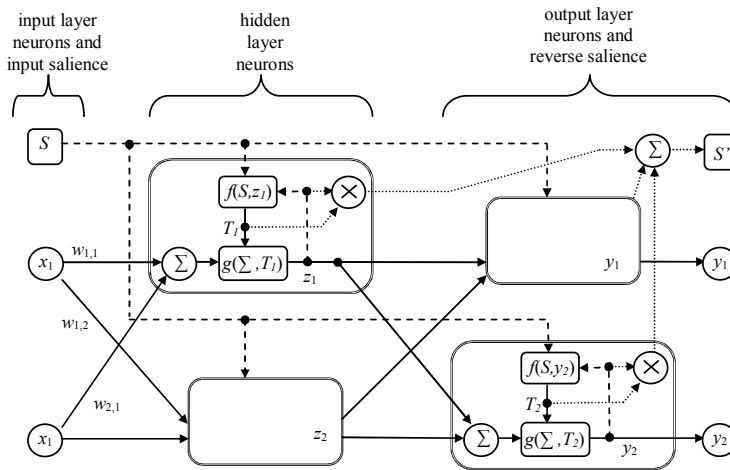 input layer
neurons and
input salience
hidden
layer
neurons
output layer
neurons and
reverse salience
S
Σ
S'
f(S,z₁)
×
T₁
x₁
w₁,₁
Σ
g(Σ,T₁)
z₁
y₁
y₁
w₁,₂
f(S,y₂)
×
w₂,₁
T₂
x₁
z₂
Σ
g(Σ,T₂)
y₂
y₂